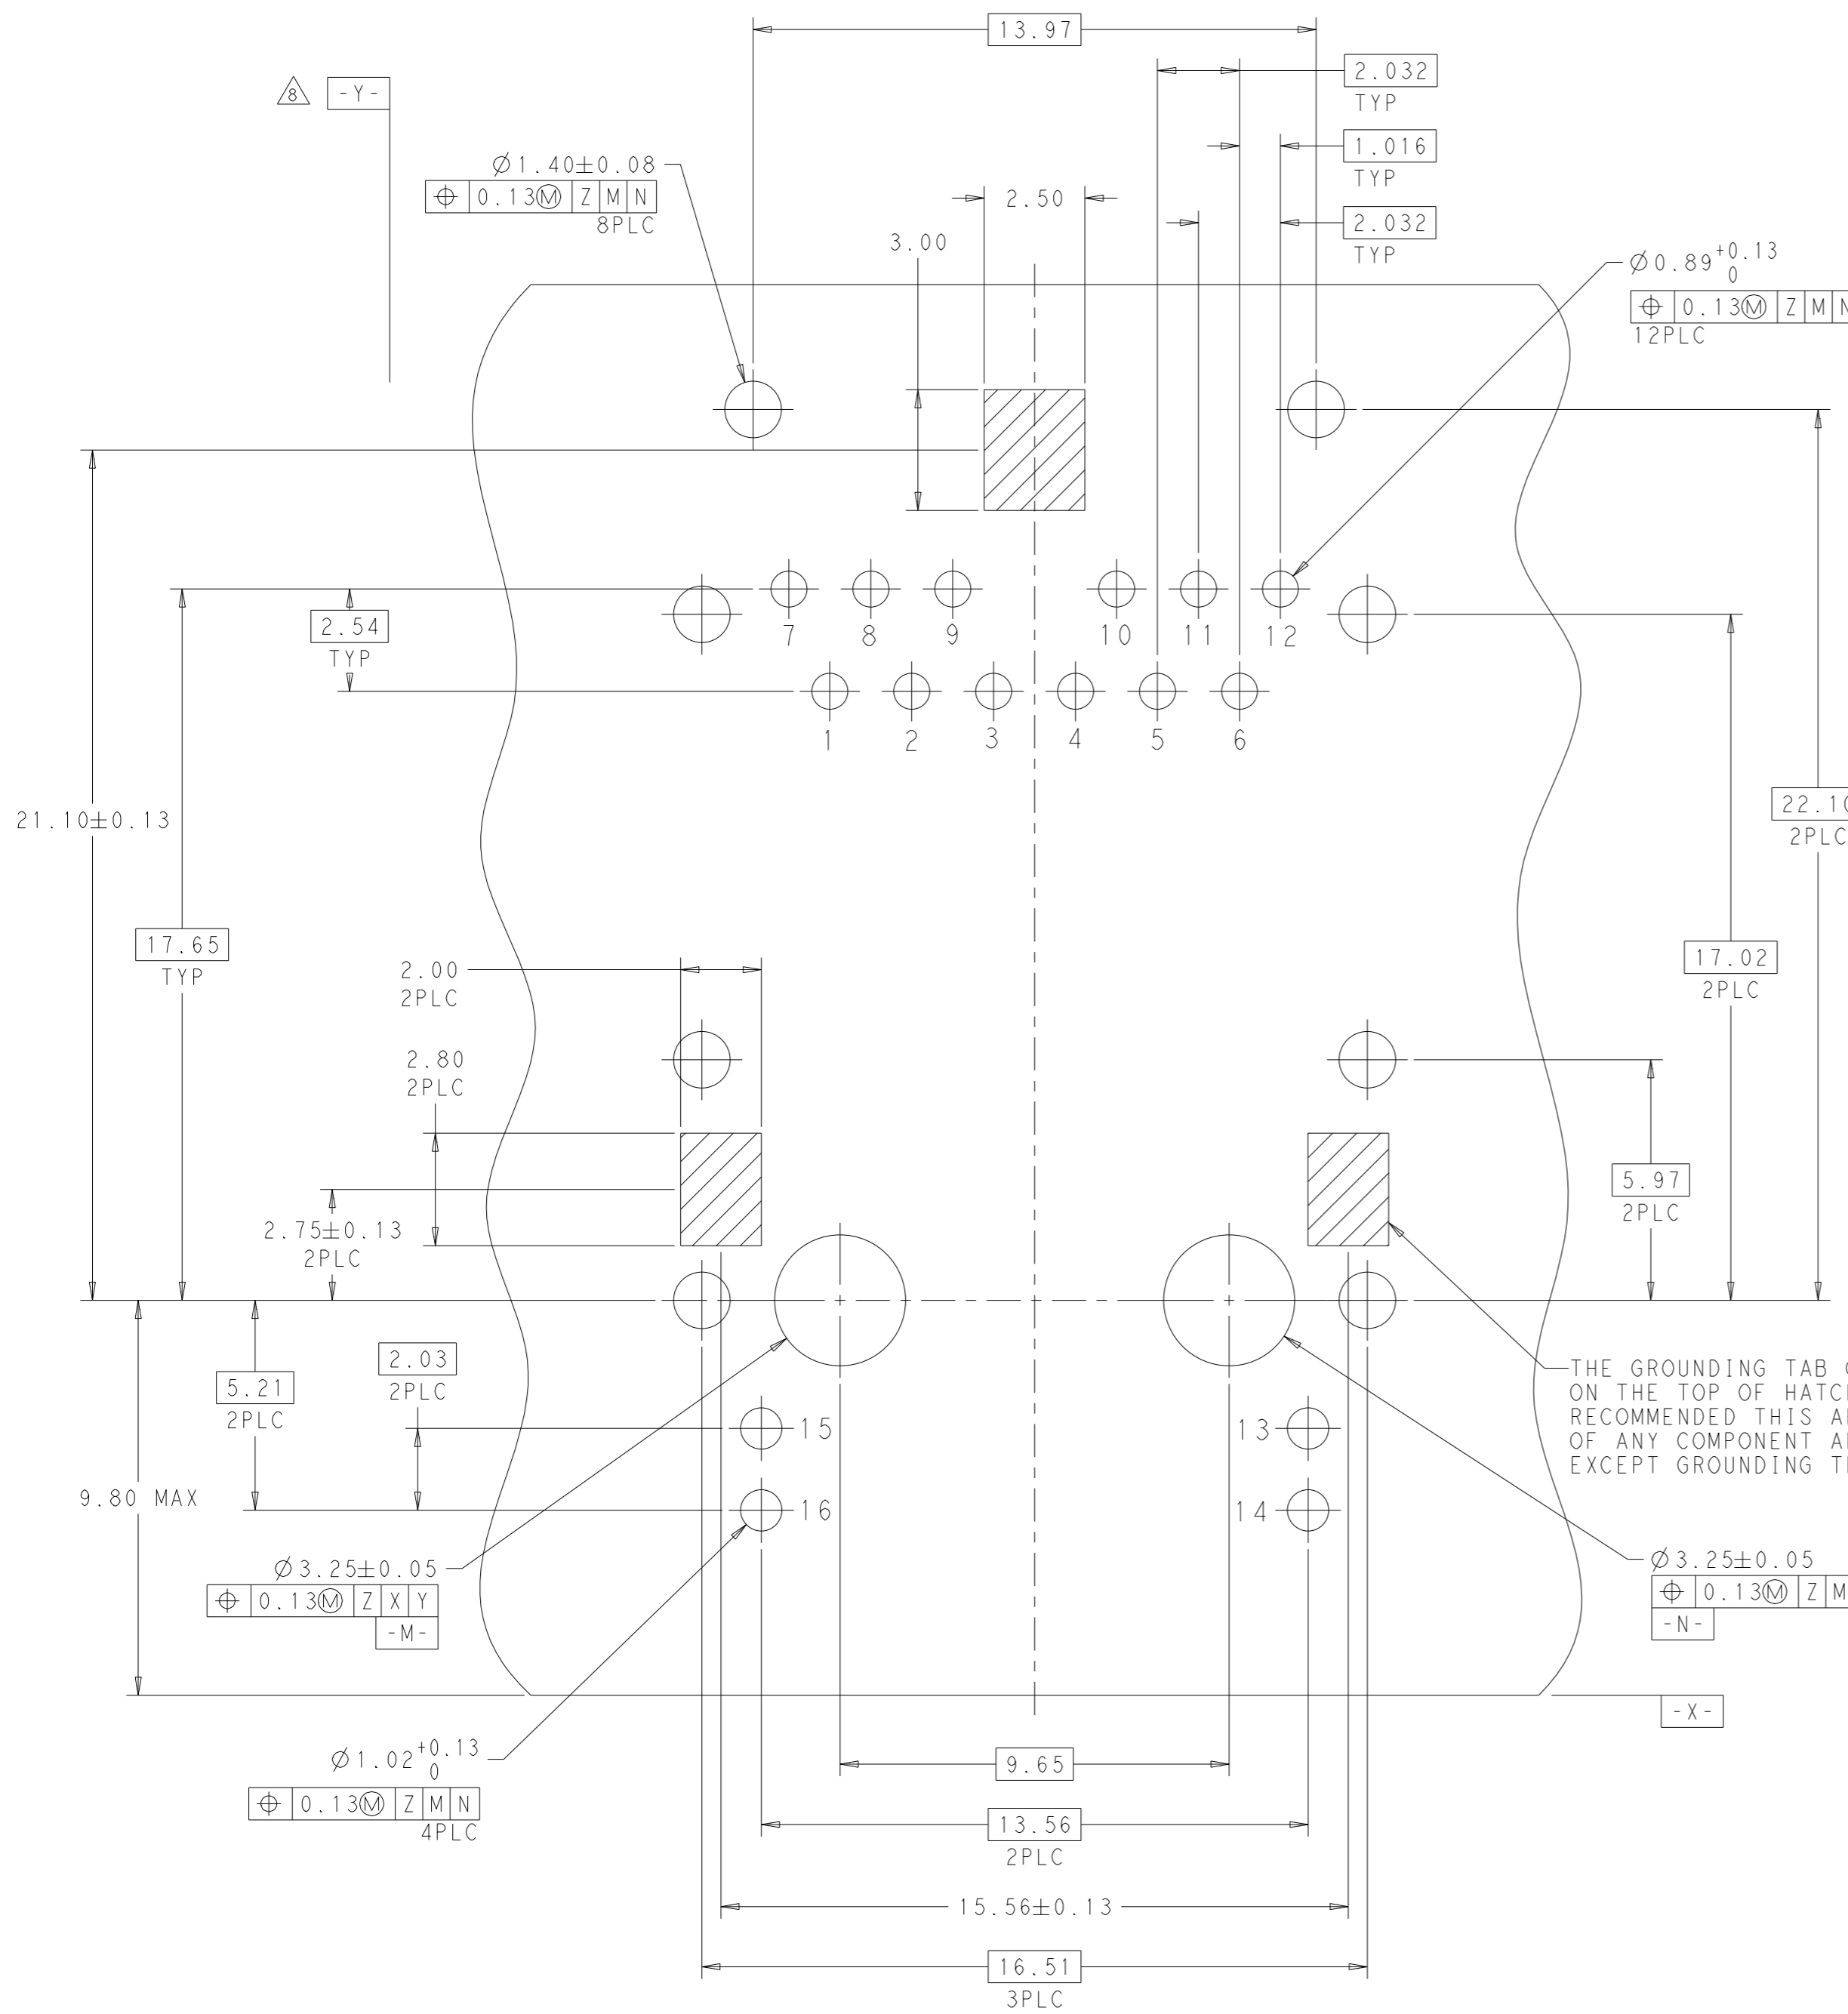 13.97
2.032
TYP
8
-Y-
1.016
TYP
Ø1.40±0.08
⌖ 0.13Ⓜ Z M N
8PLC
2.50
2.032
TYP
3.00
Ø0.89 +0.13 0
⌖ 0.13Ⓜ Z M N
12PLC
2.54
TYP
7 8 9 10 11 12
1 2 3 4 5 6
21.10±0.13
22.10
2PLC
17.65
TYP
17.02
2PLC
2.00
2PLC
2.80
2PLC
5.97
2PLC
2.75±0.13
2PLC
2.03
2PLC
5.21
2PLC
THE GROUNDING TAB
ON THE TOP OF
RECOMMENDED THIS
OF ANY COMPONENT
EXCEPT GROUNDING
15 13
16 14
9.80 MAX
Ø3.25±0.05
⌖ 0.13Ⓜ Z X Y
-M-
Ø3.25±0.05
⌖ 0.13Ⓜ Z M
-N-
-X-
Ø1.02 +0.13 0
⌖ 0.13Ⓜ Z M N
4PLC
9.65
13.56
2PLC
15.56±0.13
16.51
3PLC